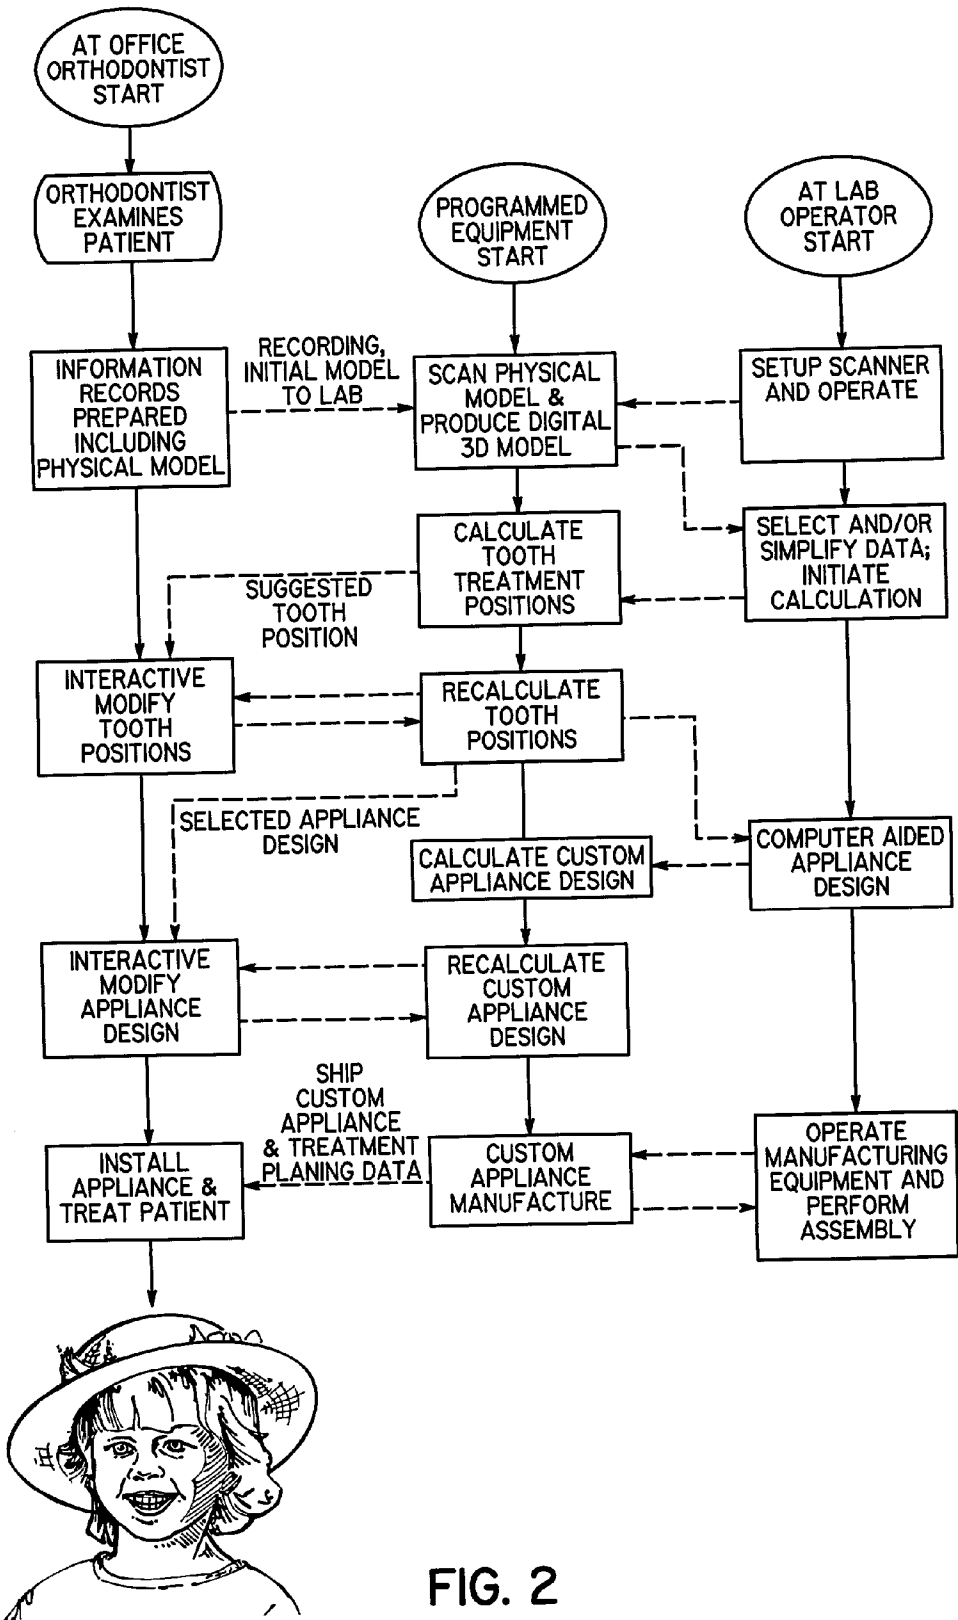 AT OFFICE
ORTHODONTIST
START
ORTHODONTIST
EXAMINES
PATIENT
PROGRAMMED
EQUIPMENT
START
AT LAB
OPERATOR
START
INFORMATION
RECORDS
PREPARED
INCLUDING
PHYSICAL MODEL
RECORDING,
INITIAL MODEL
TO LAB
SCAN PHYSICAL
MODEL &
PRODUCE DIGITAL
3D MODEL
SETUP SCANNER
AND OPERATE
CALCULATE
TOOTH
TREATMENT
POSITIONS
SELECT AND/OR
SIMPLIFY DATA;
INITIATE
CALCULATION
SUGGESTED
TOOTH
POSITION
INTERACTIVE
MODIFY
TOOTH
POSITIONS
RECALCULATE
TOOTH
POSITIONS
SELECTED APPLIANCE
DESIGN
CALCULATE CUSTOM
APPLIANCE DESIGN
COMPUTER AIDED
APPLIANCE
DESIGN
INTERACTIVE
MODIFY
APPLIANCE
DESIGN
RECALCULATE
CUSTOM
APPLIANCE
DESIGN
SHIP
CUSTOM
APPLIANCE
& TREATMENT
PLANING DATA
INSTALL
APPLIANCE &
TREAT PATIENT
CUSTOM
APPLIANCE
MANUFACTURE
OPERATE
MANUFACTURING
EQUIPMENT AND
PERFORM
ASSEMBLY
FIG. 2